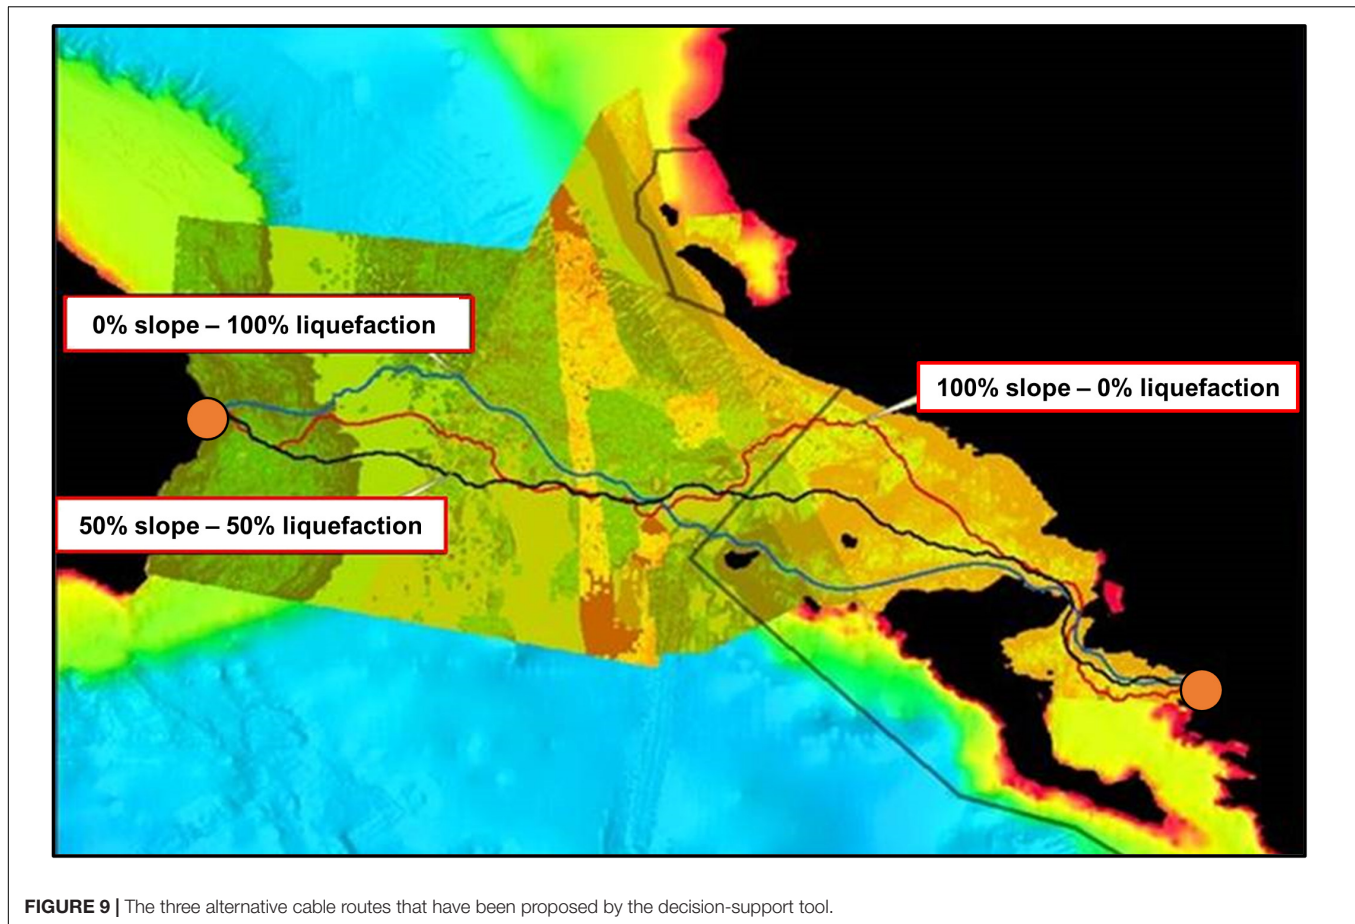 0% slope – 100% liquefaction
100% slope – 0% liquefaction
50% slope – 50% liquefaction
FIGURE 9 | The three alternative cable routes that have been proposed by the decision-support tool.